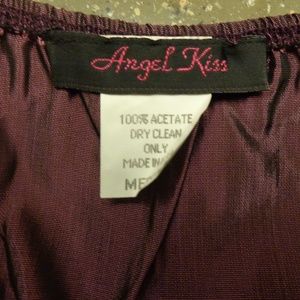 Angel Kiss
100% ACETATE
DRY CLEAN
ONLY
MADE IN